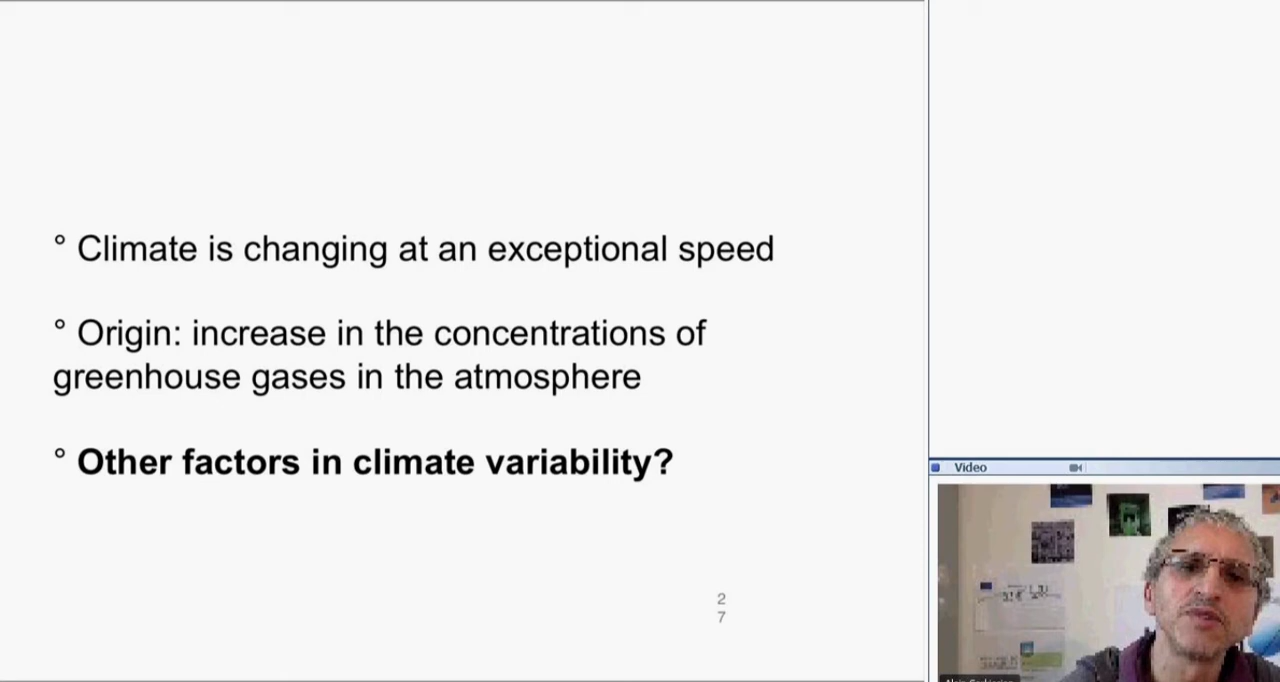 ° Climate is changing at an exceptional speed
° Origin: increase in the concentrations of
greenhouse gases in the atmosphere
° Other factors in climate variability?
2
7
Video